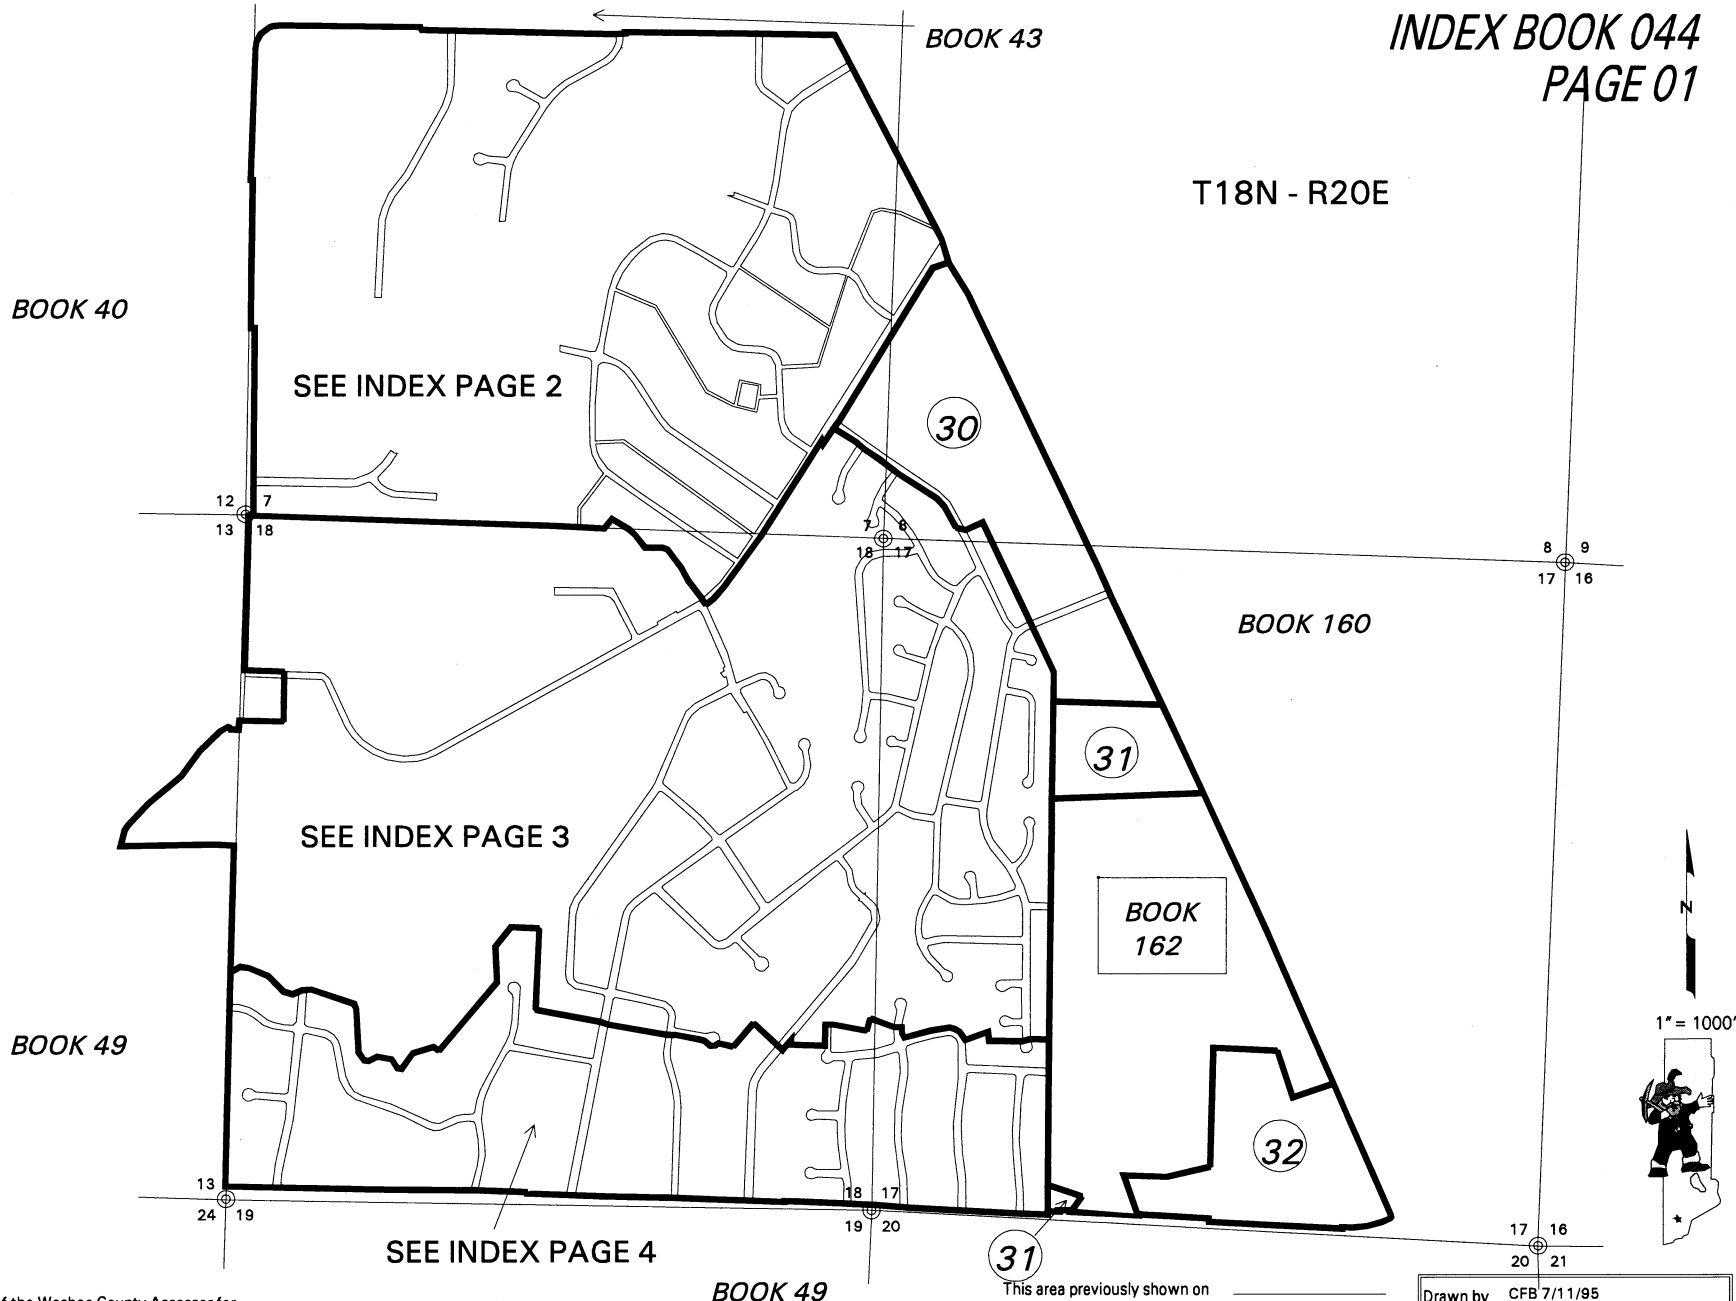 INDEX BOOK 044
PAGE 01
BOOK 43
T18N - R20E
BOOK 40
SEE INDEX PAGE 2
30
12 7
13 18
7 8
18 17
8 9
17 16
BOOK 160
31
SEE INDEX PAGE 3
BOOK
162
N
1" = 1000'
BOOK 49
32
13
24 19
18 17
19 20
17 16
20 21
SEE INDEX PAGE 4
31
BOOK 49
This area previously shown on
Drawn by CFB 7/11/95